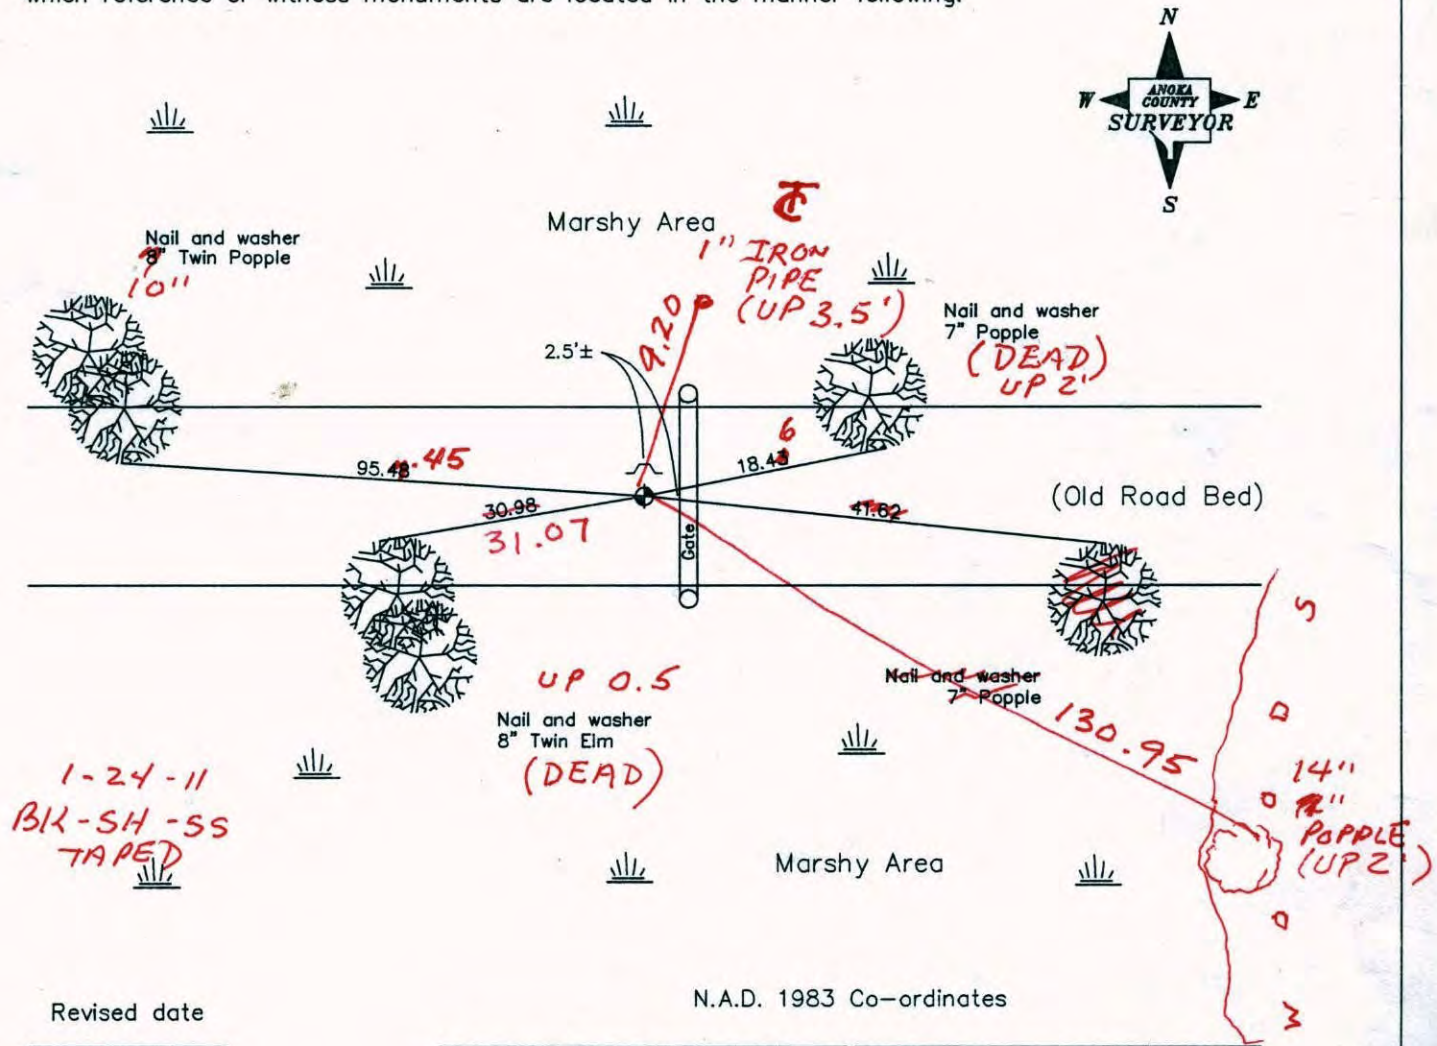 which reference or witness monuments are located in the manner following:
N
W
ANOKA
COUNTY
SURVEYOR
E
S
Marshy Area
TC
1" IRON
PIPE
(UP 3.5')
Nail and washer
8" Twin Popple
10"
9.20
2.5'±
Nail and washer
7" Popple
(DEAD)
UP 2'
95.48 .45
18.43
6
30.98
31.07
41.62
(Old Road Bed)
Gate
UP 0.5
Nail and washer
8" Twin Elm
(DEAD)
Nail and washer
7" Popple
130.95
14"
POPPLE
(UP 2')
WOODS
1-24-11
BK-SH-SS
TAPED
Marshy Area
Revised date
N.A.D. 1983 Co-ordinates